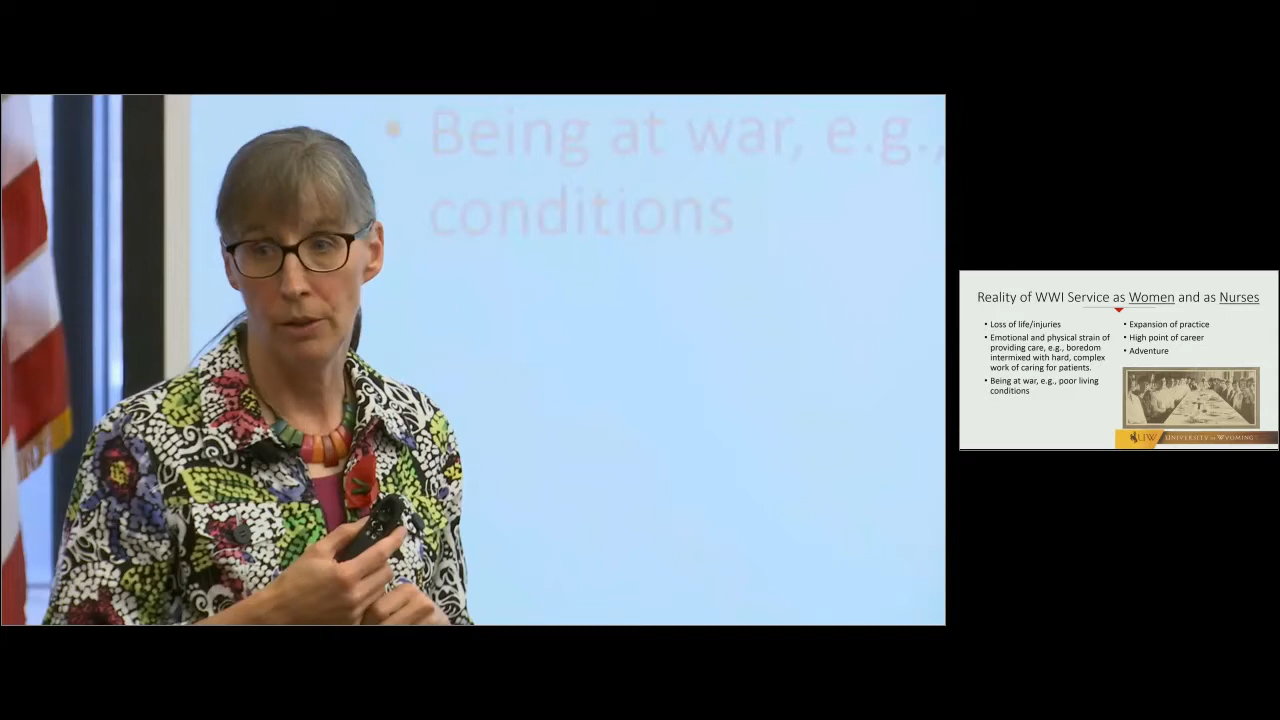 Being at war, e.g.,
conditions
Reality of WWI Service as Women and as Nurses
• Loss of life/injuries
• Emotional and physical strain of
providing care, e.g., boredom
intermixed with hard, complex
work of caring for patients.
• Being at war, e.g., poor living
conditions
• Expansion of practice
• High point of career
• Adventure
UW UNIVERSITY OF WYOMING